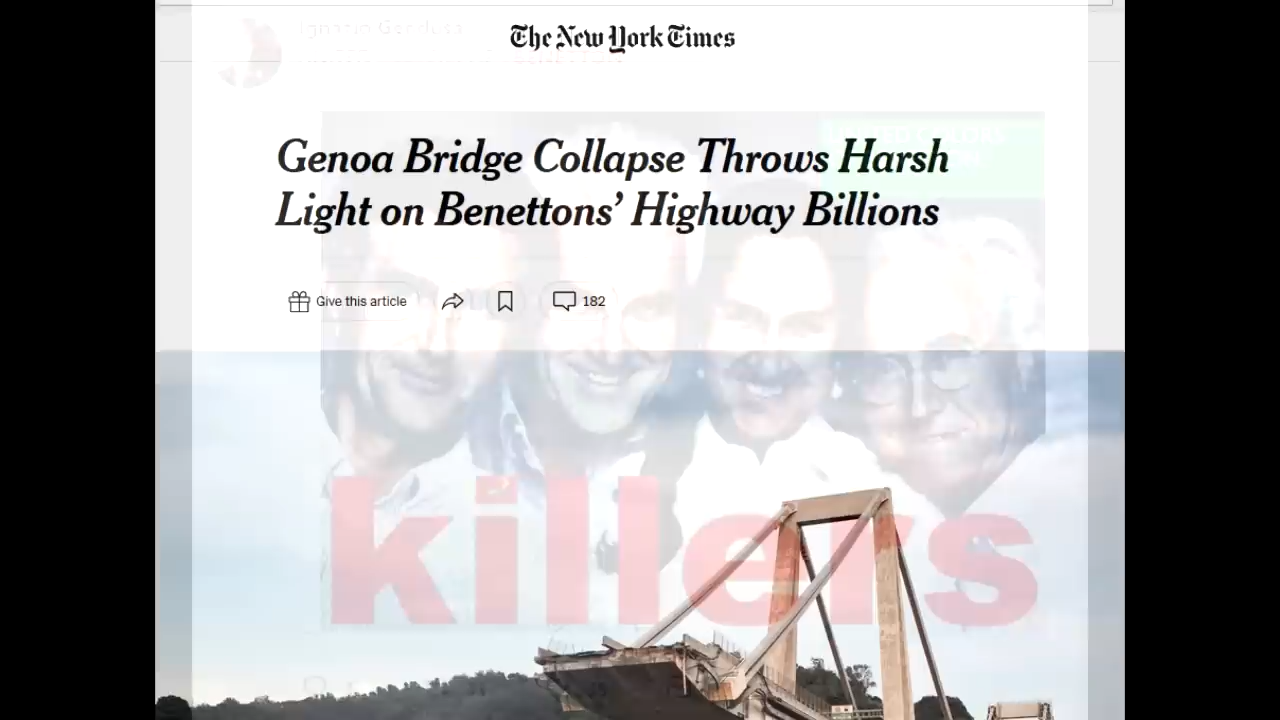 The New York Times
Genoa Bridge Collapse Throws Harsh
Light on Benettons' Highway Billions
Give this article
182
killers